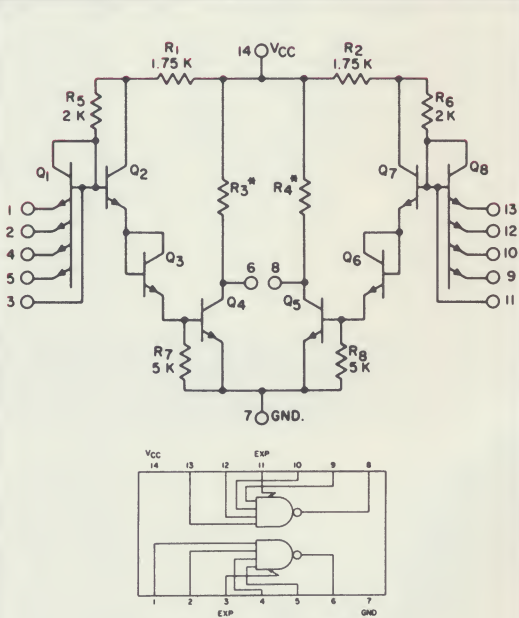 R1 14 VCC R2
1.75 K 1.75 K
R5 R6
2 K 2K
Q1 Q2 Q7 Q8
R3* R4*
1 13
2 12
4 Q3 Q6 10
5 6 8 9
3 Q4 Q5 11
R7 R8
5 K 5 K
7 GND.
VCC EXP
14 13 12 11 10 9 8
1 2 3 4 5 6 7
EXP GND